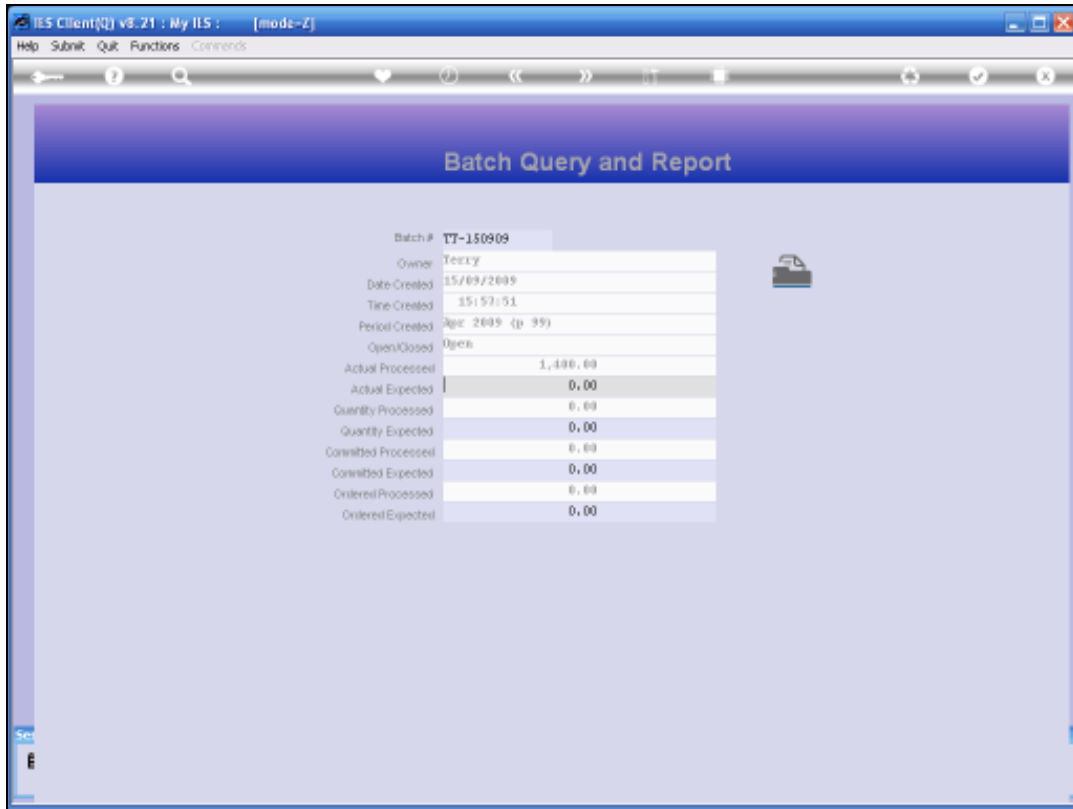 IES Client(Q) v8.21 : My IES : [mode-Z]
Help Submit Quit Functions Commends
Batch Query and Report
Batch # TT-150909
Owner Terry
Date Created 15/09/2009
Time Created 15:57:51
Period Created Apr 2009 (p 99)
Open/Closed Open
Actual Processed 1,400.00
Actual Expected 0.00
Quantity Processed 0.00
Quantity Expected 0.00
Committed Processed 0.00
Committed Expected 0.00
Ordered Processed 0.00
Ordered Expected 0.00